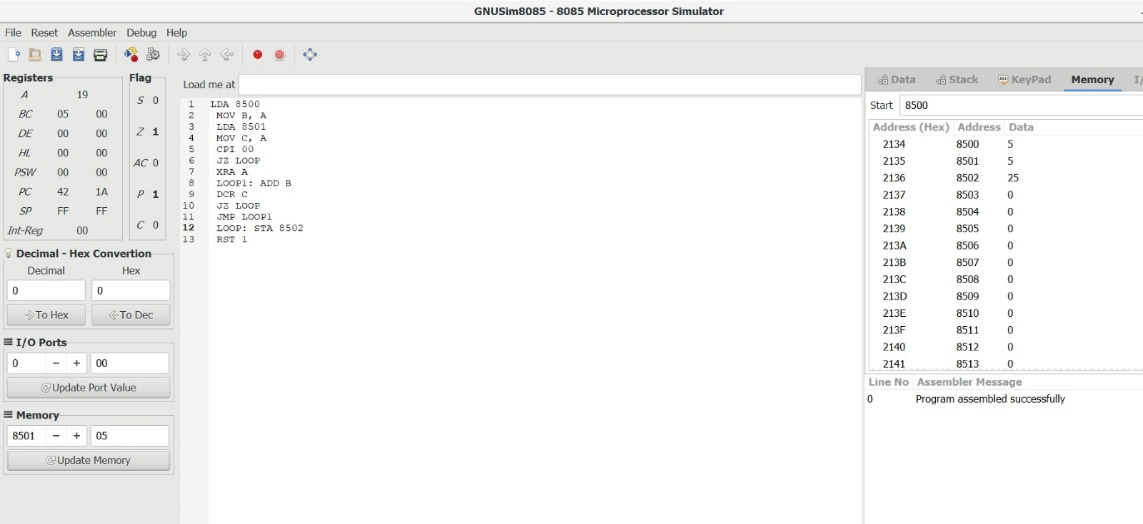 GNUSim8085 - 8085 Microprocessor Simulator
File Reset Assembler Debug Help
Registers
A 19
BC 05 00
DE 00 00
HL 00 00
PSW 00 00
PC 42 1A
SP FF FF
Int-Reg 00
Flag
S 0
Z 1
AC 0
P 1
C 0
Decimal - Hex Convertion
Decimal Hex
0 0
To Hex To Dec
I/O Ports
0 - + 00
Update Port Value
Memory
8501 - + 05
Update Memory
Load me at
1 LDA 8500
2 MOV B, A
3 LDA 8501
4 MOV C, A
5 CPI 00
6 JZ LOOP
7 XRA A
8 LOOP1: ADD B
9 DCR C
10 JZ LOOP
11 JMP LOOP1
12 LOOP: STA 8502
13 RST 1
Data Stack KeyPad Memory I/
Start 8500
Address (Hex) Address Data
2134 8500 5
2135 8501 5
2136 8502 25
2137 8503 0
2138 8504 0
2139 8505 0
213A 8506 0
213B 8507 0
213C 8508 0
213D 8509 0
213E 8510 0
213F 8511 0
2140 8512 0
2141 8513 0
Line No Assembler Message
0 Program assembled successfully